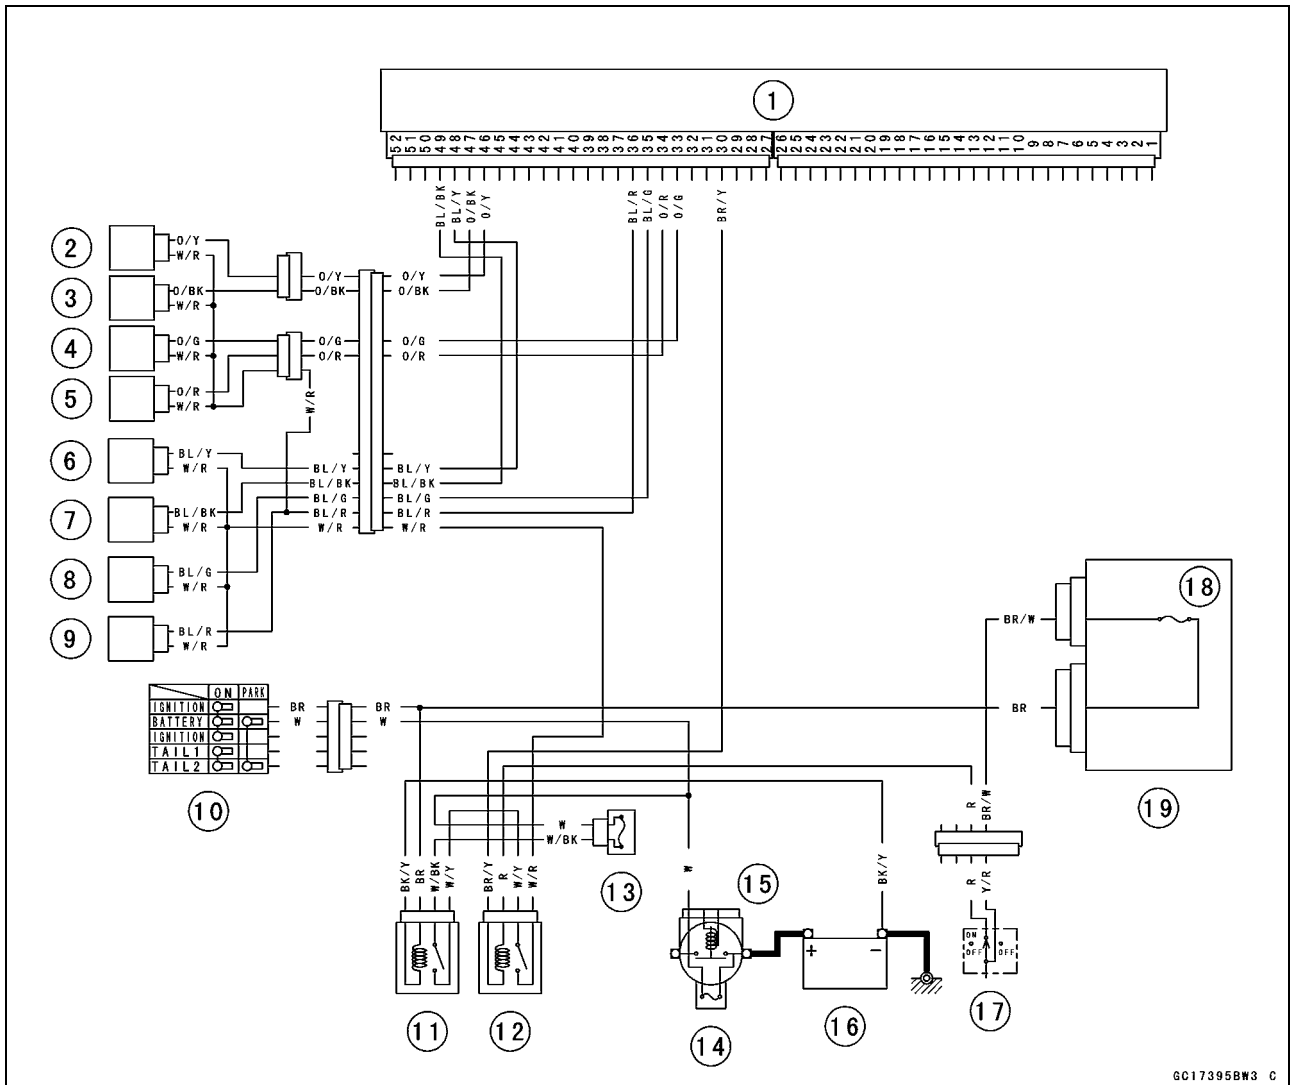 1
52 51 50 49 48 47 46 45 44 43 42 41 40 39 38 37 36 35 34 33 32 31 30 29 28 27 26 25 24 23 22 21 20 19 18 17 16 15 14 13 12 11 10 9 8 7 6 5 4 3 2 1
BL/BK BL/Y O/BK O/Y BL/R BL/G O/R O/G BR/Y
2 O/Y
W/R
O/Y O/Y
3 O/BK O/BK O/BK
W/R
4 O/G O/G O/G
W/R O/R O/R
5 O/R
W/R W/R
6 BL/Y
W/R BL/Y BL/Y
BL/BK BL/BK
BL/G BL/G
7 BL/BK BL/R BL/R
W/R W/R W/R
8 BL/G
W/R
9 BL/R
W/R
18
BR/W
ON PARK
IGNITION BR BR BR
BATTERY W W
IGNITION
TAIL1
TAIL2
10
19
R BR/W
W
W/BK
13
BK/Y BR W/BK W/Y BR/Y R W/Y W/R
W
15
BK/Y
R Y/R
+ −
ON
OFF OFF
11 12 14 16 17
GC17395BW3 C